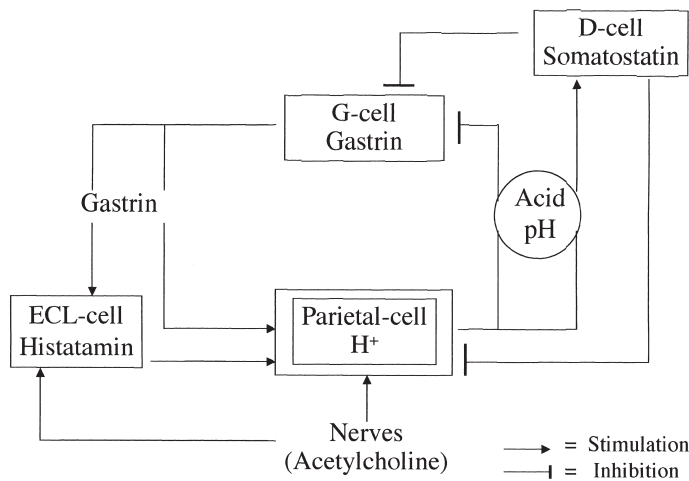 D-cell
Somatostatin
G-cell
Gastrin
Gastrin
Acid
pH
ECL-cell
Histatamin
Parietal-cell
H⁺
Nerves
(Acetylcholine)
= Stimulation
= Inhibition